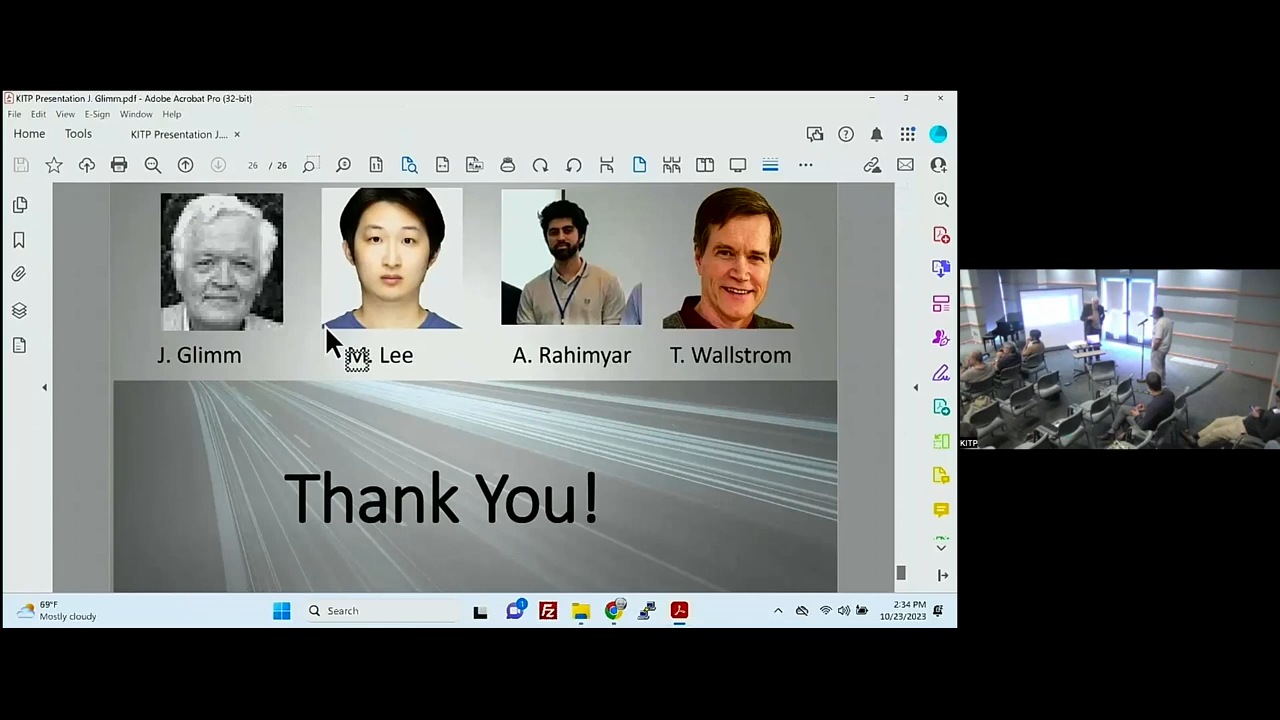 KITP Presentation J. Glimm.pdf - Adobe Acrobat Pro (32-bit)
File Edit View E-Sign Window Help
Home Tools KITP Presentation J.... ×
26 / 26
J. Glimm M. Lee A. Rahimyar T. Wallstrom
Thank You!
KITP
69°F
Mostly cloudy
Search
1
2:34 PM
10/23/2023